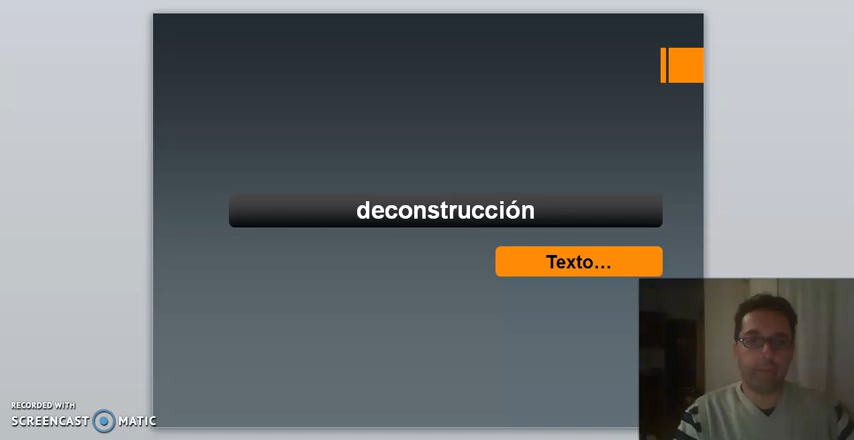 deconstrucción
Texto...
RECORDED WITH
SCREENCAST MATIC